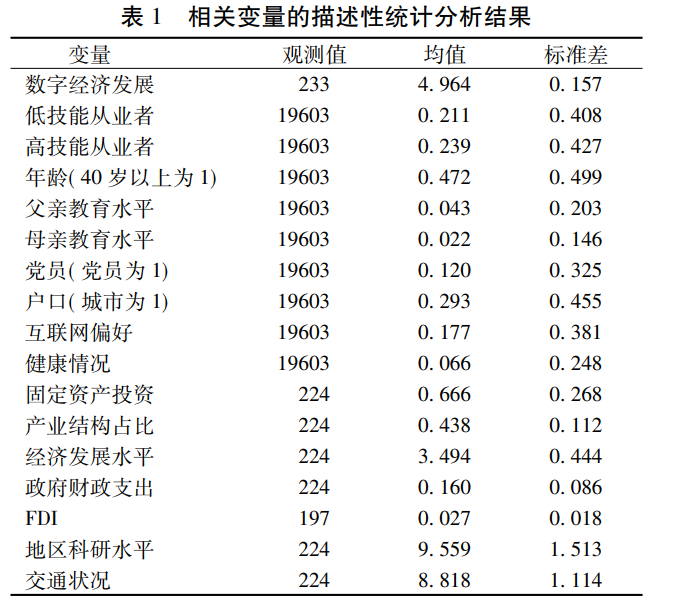 表 1 相关变量的描述性统计分析结果
变量 观测值 均值 标准差
数字经济发展 233 4. 964 0. 157
低技能从业者 19603 0. 211 0. 408
高技能从业者 19603 0. 239 0. 427
年龄( 40 岁以上为 1) 19603 0. 472 0. 499
父亲教育水平 19603 0. 043 0. 203
母亲教育水平 19603 0. 022 0. 146
党员( 党员为 1) 19603 0. 120 0. 325
户口( 城市为 1) 19603 0. 293 0. 455
互联网偏好 19603 0. 177 0. 381
健康情况 19603 0. 066 0. 248
固定资产投资 224 0. 666 0. 268
产业结构占比 224 0. 438 0. 112
经济发展水平 224 3. 494 0. 444
政府财政支出 224 0. 160 0. 086
FDI 197 0. 027 0. 018
地区科研水平 224 9. 559 1. 513
交通状况 224 8. 818 1. 114